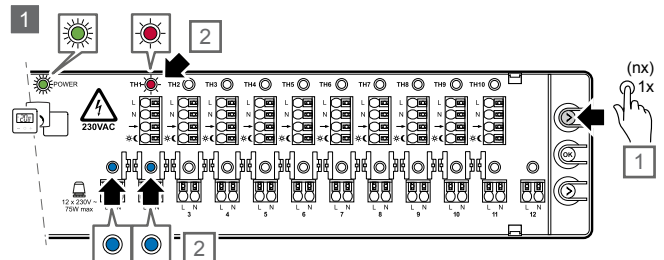 1
2
(nx)
1x
POWER
TH1 TH2 TH3 TH4 TH5 TH6 TH7 TH8 TH9 TH10
L
N
230VAC
OK
1
12 x 230V ~
75W max
L N L N L N L N L N L N L N L N L N L N
3 4 5 6 7 8 9 10 11 12
2